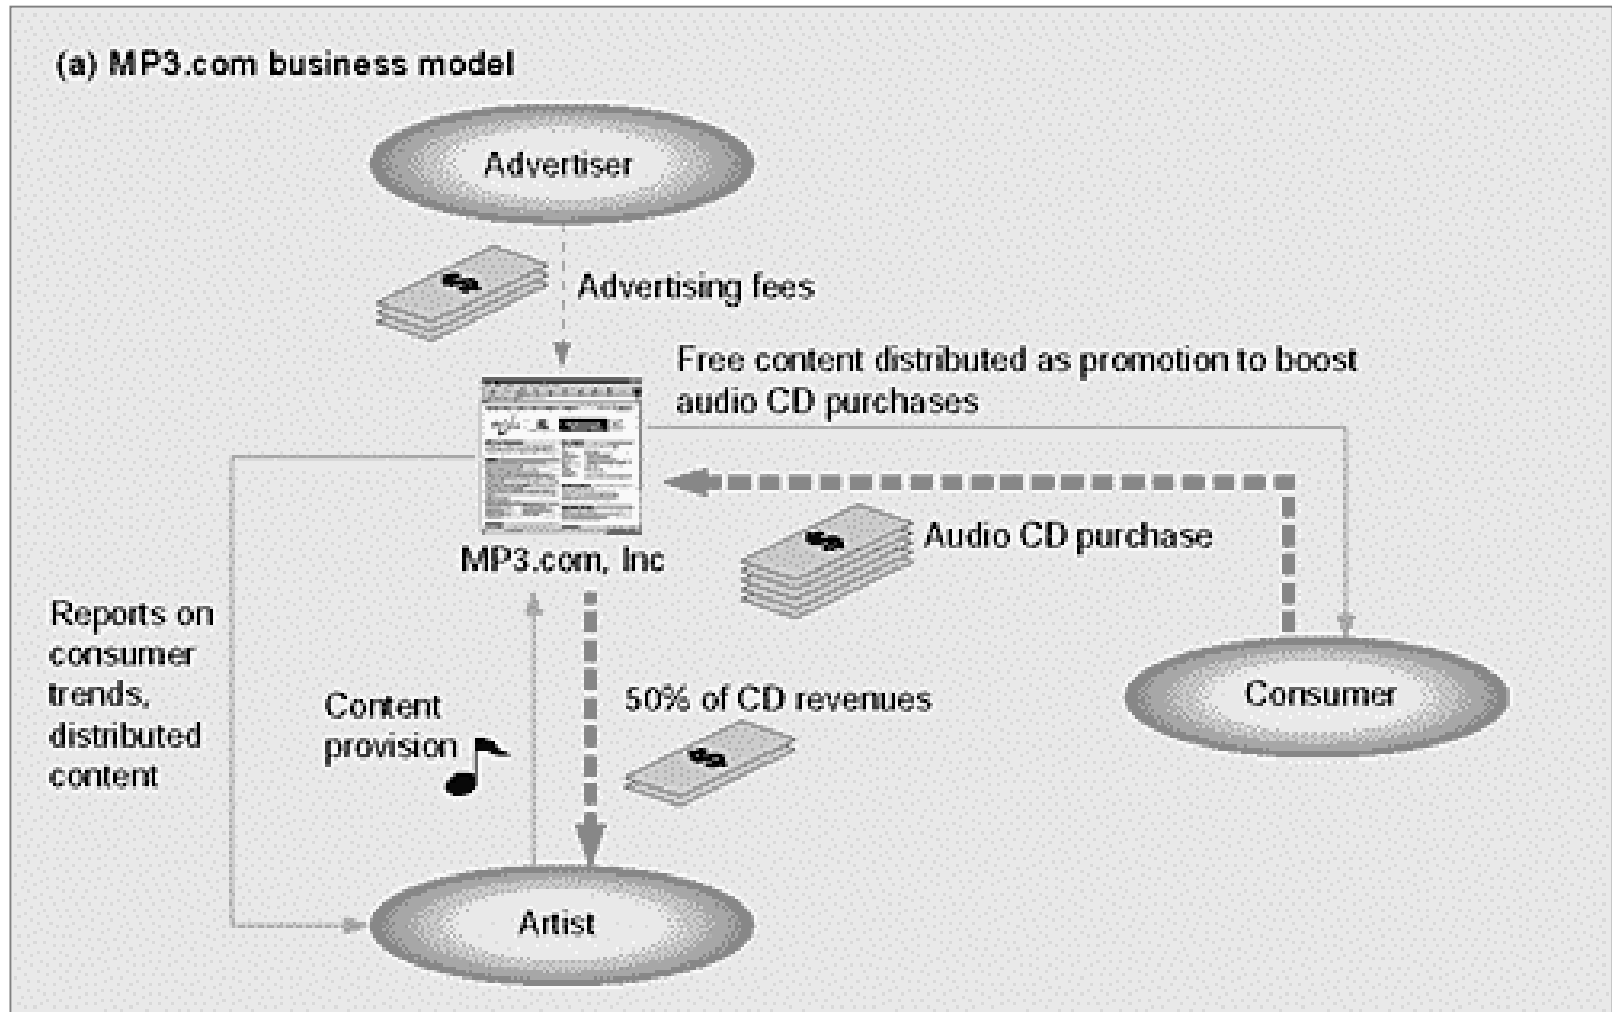 (a) MP3.com business model
Advertiser
$
Advertising fees
Free content distributed as promotion to boost
audio CD purchases
MP3.com, Inc
$
Audio CD purchase
Reports on
consumer
trends,
distributed
content
Content
provision
50% of CD revenues
$
Consumer
Artist